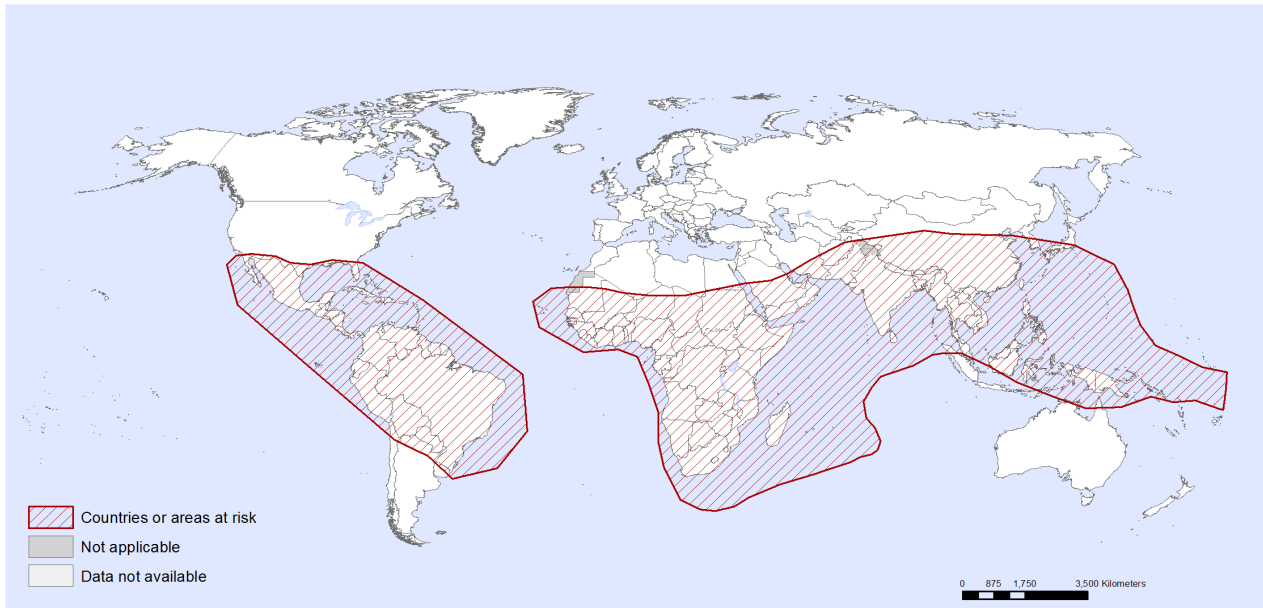 Countries or areas at risk
Not applicable
Data not available
0 875 1,750 3,500 Kilometers